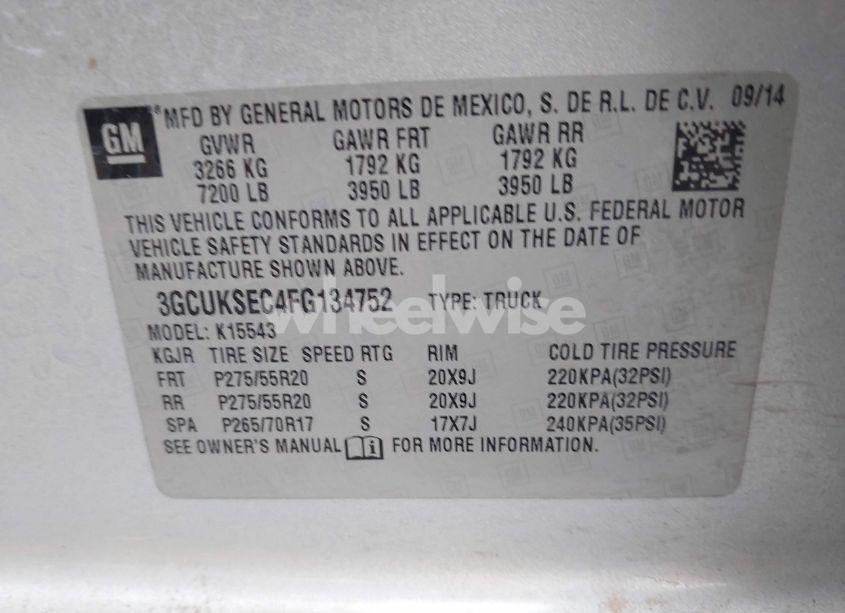 GM ® MFD BY GENERAL MOTORS DE MEXICO, S. DE R.L. DE C.V. 09/14
GVWR GAWR FRT GAWR RR
3266 KG 1792 KG 1792 KG
7200 LB 3950 LB 3950 LB
THIS VEHICLE CONFORMS TO ALL APPLICABLE U.S. FEDERAL MOTOR
VEHICLE SAFETY STANDARDS IN EFFECT ON THE DATE OF
MANUFACTURE SHOWN ABOVE.
3GCUKSEC4FG134752 TYPE: TRUCK
wheelwise
MODEL: K15543
KGJR TIRE SIZE SPEED RTG RIM COLD TIRE PRESSURE
FRT P275/55R20 S 20X9J 220KPA(32PSI)
RR P275/55R20 S 20X9J 220KPA(32PSI)
SPA P265/70R17 S 17X7J 240KPA(35PSI)
SEE OWNER'S MANUAL i FOR MORE INFORMATION.